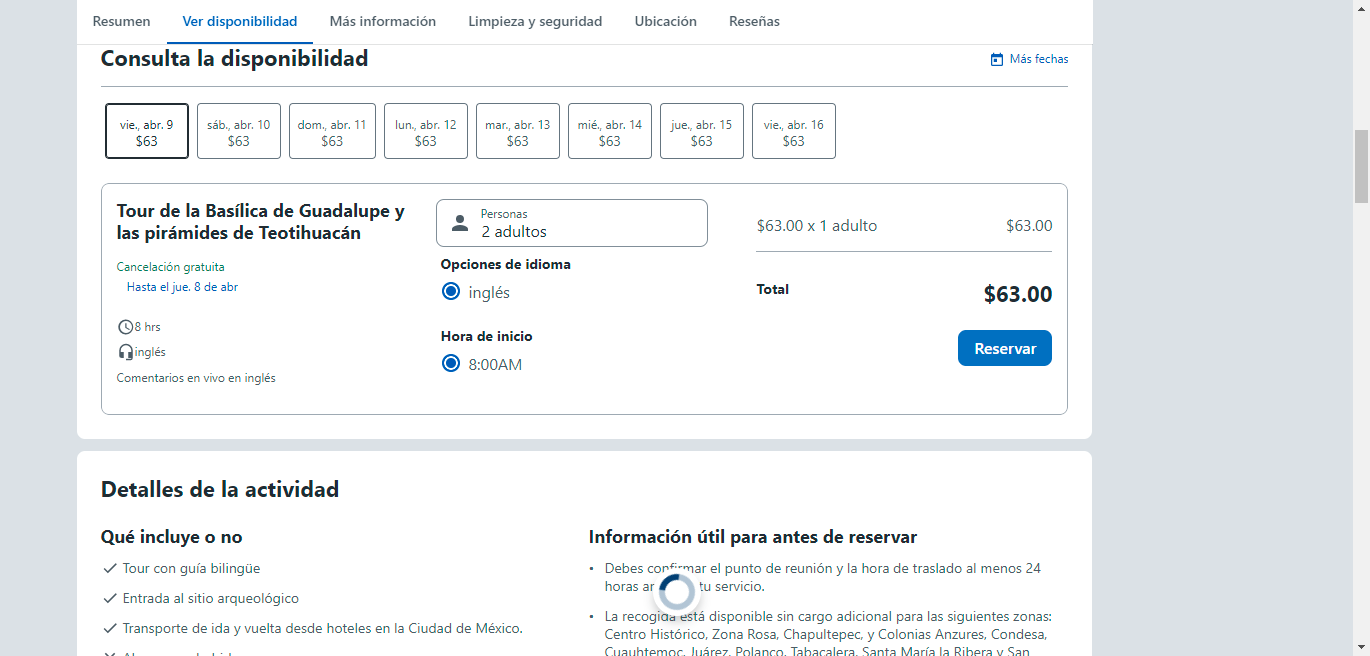 Resumen
Ver disponibilidad
Más información
Limpieza y seguridad
Ubicación
Reseñas
Consulta la disponibilidad
Más fechas
vie., abr. 9
$63
sáb., abr. 10
$63
dom., abr. 11
$63
lun., abr. 12
$63
mar., abr. 13
$63
mié., abr. 14
$63
jue., abr. 15
$63
vie., abr. 16
$63
Tour de la Basílica de Guadalupe y
las pirámides de Teotihuacán
Cancelación gratuita
Hasta el jue. 8 de abr
8 hrs
inglés
Comentarios en vivo en inglés
Personas
2 adultos
Opciones de idioma
inglés
Hora de inicio
8:00AM
$63.00 x 1 adulto
$63.00
Total
$63.00
Reservar
Detalles de la actividad
Qué incluye o no
Tour con guía bilingüe
Entrada al sitio arqueológico
Transporte de ida y vuelta desde hoteles en la Ciudad de México.
Información útil para antes de reservar
• Debes confirmar el punto de reunión y la hora de traslado al menos 24
horas tu servicio.
• La recogida está disponible sin cargo adicional para las siguientes zonas:
Centro Histórico, Zona Rosa, Chapultepec, y Colonias Anzures, Condesa,
Cuauhtemoc, Juárez, Polanco, Tabacalera, Santa María la Ribera y San